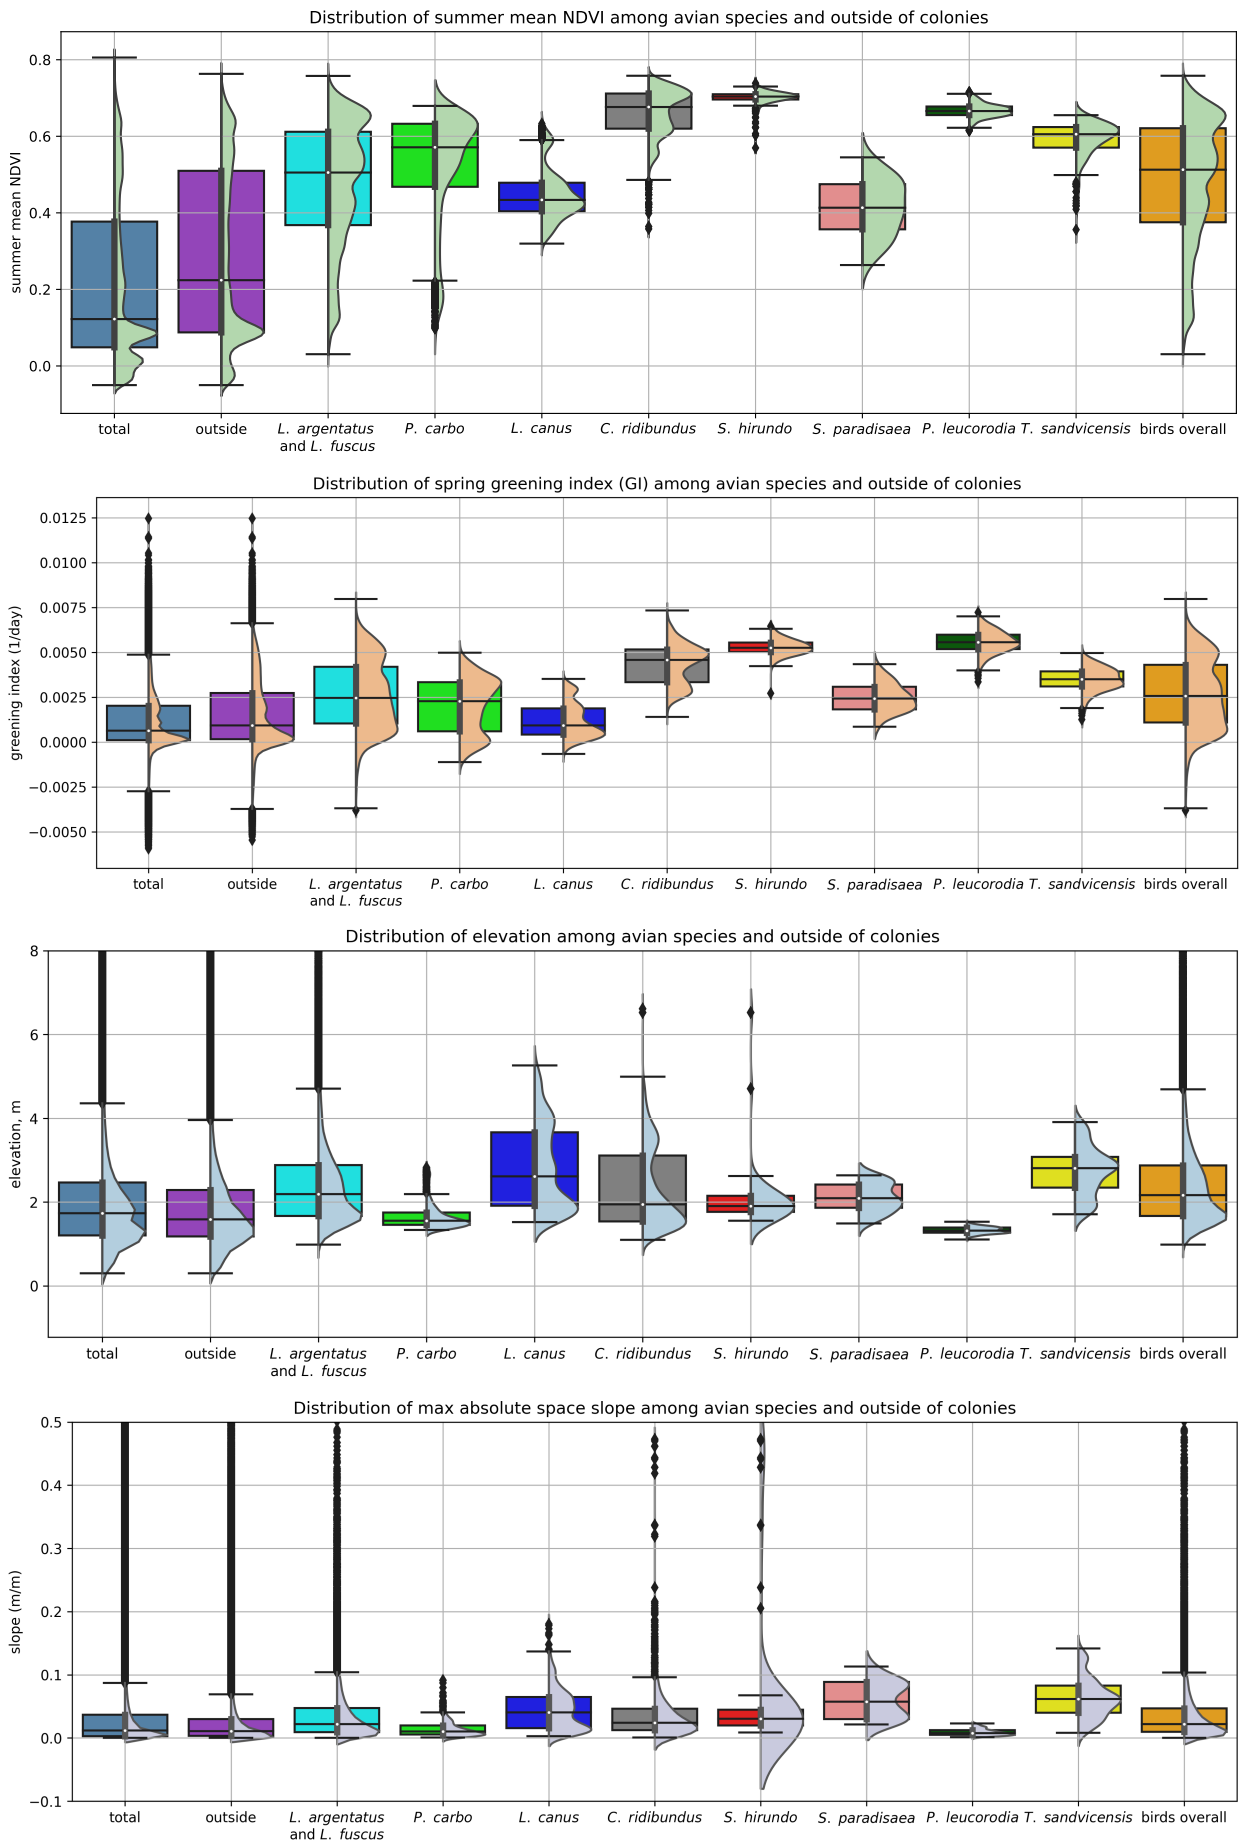 Distribution of summer mean NDVI among avian species and outside of colonies
summer mean NDVI
0.8
0.6
0.4
0.2
0.0
total outside L. argentatus P. carbo L. canus C. ridibundus S. hirundo S. paradisaea P. leucorodia T. sandvicensis birds overall
and L. fuscus
Distribution of spring greening index (GI) among avian species and outside of colonies
greening index (1/day)
0.0125
0.0100
0.0075
0.0050
0.0025
0.0000
−0.0025
−0.0050
total outside L. argentatus P. carbo L. canus C. ridibundus S. hirundo S. paradisaea P. leucorodia T. sandvicensis birds overall
and L. fuscus
Distribution of elevation among avian species and outside of colonies
elevation, m
8
6
4
2
0
total outside L. argentatus P. carbo L. canus C. ridibundus S. hirundo S. paradisaea P. leucorodia T. sandvicensis birds overall
and L. fuscus
Distribution of max absolute space slope among avian species and outside of colonies
slope (m/m)
0.5
0.4
0.3
0.2
0.1
0.0
−0.1
total outside L. argentatus P. carbo L. canus C. ridibundus S. hirundo S. paradisaea P. leucorodia T. sandvicensis birds overall
and L. fuscus